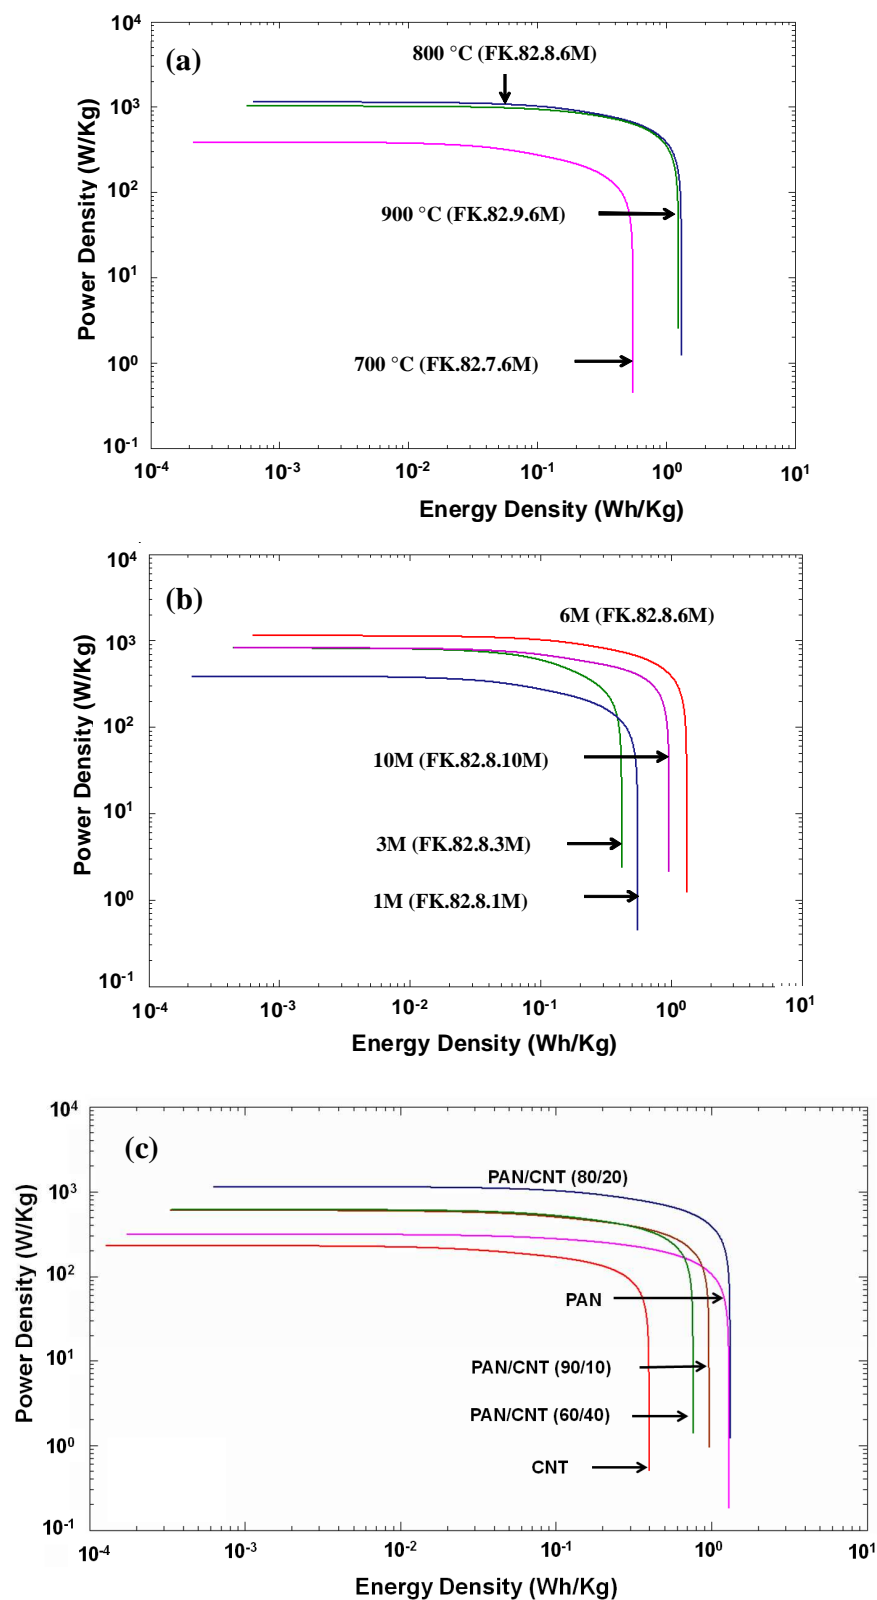 (a)
800 °C (FK.82.8.6M)
900 °C (FK.82.9.6M)
700 °C (FK.82.7.6M)
Power Density (W/Kg)
10⁴
10³
10²
10¹
10⁰
10⁻¹
10⁻⁴ 10⁻³ 10⁻² 10⁻¹ 10⁰ 10¹
Energy Density (Wh/Kg)
(b)
6M (FK.82.8.6M)
10M (FK.82.8.10M)
3M (FK.82.8.3M)
1M (FK.82.8.1M)
Power Density (W/Kg)
10⁴
10³
10²
10¹
10⁰
10⁻¹
10⁻⁴ 10⁻³ 10⁻² 10⁻¹ 10⁰ 10¹
Energy Density (Wh/Kg)
(c)
PAN/CNT (80/20)
PAN
PAN/CNT (90/10)
PAN/CNT (60/40)
CNT
Power Density (W/Kg)
10⁴
10³
10²
10¹
10⁰
10⁻¹
10⁻⁴ 10⁻³ 10⁻² 10⁻¹ 10⁰ 10¹
Energy Density (Wh/Kg)